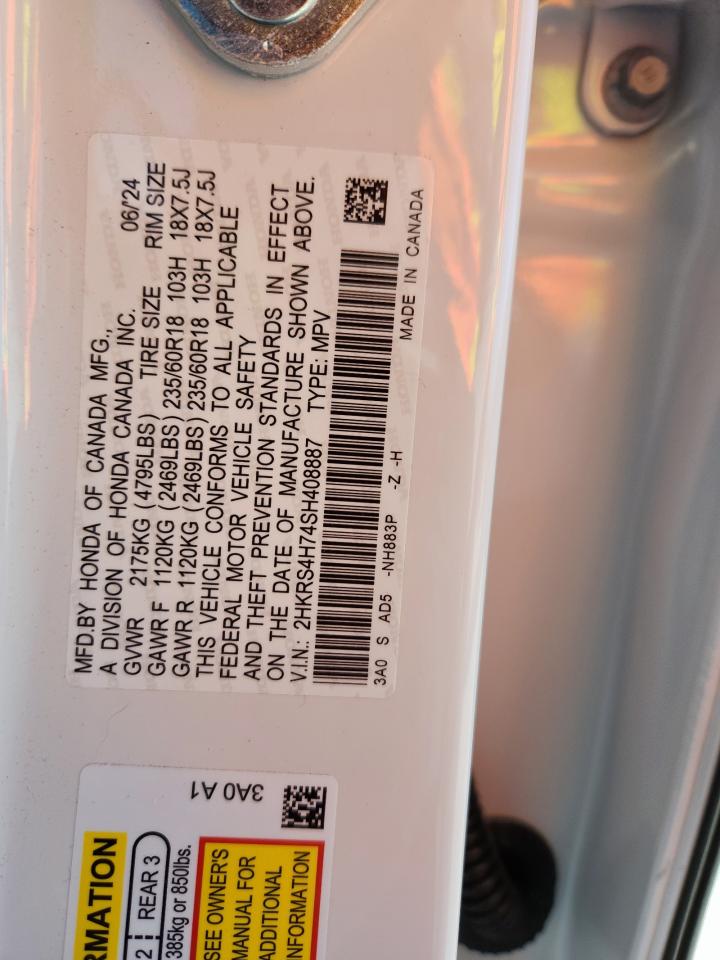 MFD.BY HONDA OF CANADA MFG.,
A DIVISION OF HONDA CANADA INC. 06/24
GVWR 2175KG (4795LBS) TIRE SIZE RIM SIZE
GAWR F 1120KG (2469LBS) 235/60R18 103H 18X7.5J
GAWR R 1120KG (2469LBS) 235/60R18 103H 18X7.5J
THIS VEHICLE CONFORMS TO ALL APPLICABLE
FEDERAL MOTOR VEHICLE SAFETY
AND THEFT PREVENTION STANDARDS IN EFFECT
ON THE DATE OF MANUFACTURE SHOWN ABOVE.
V.I.N.: 2HKRS4H74SH408887 TYPE: MPV
3A0 S AD5 -NH883P -Z -H
MADE IN CANADA
3A0 A1
RMATION
2 REAR 3
385kg or 850lbs.
SEE OWNER'S
MANUAL FOR
ADDITIONAL
INFORMATION